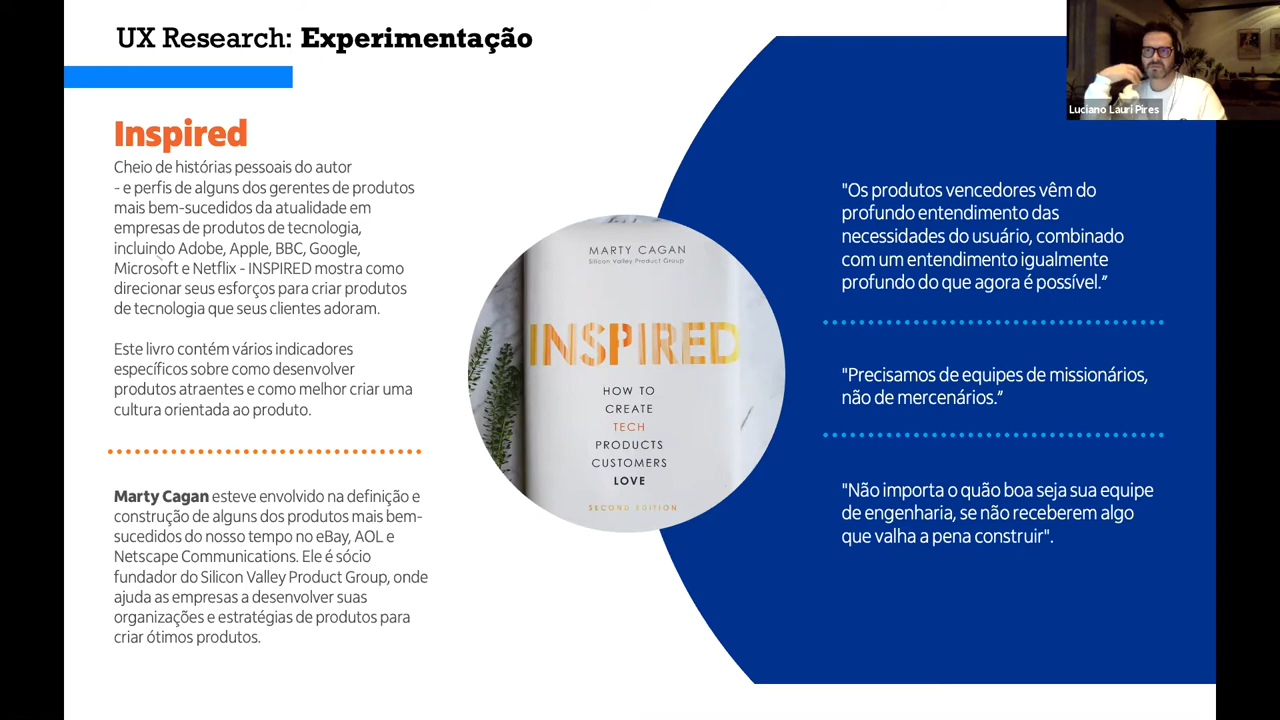 UX Research: Experimentação
Luciano Lauri Pires
Inspired
Cheio de histórias pessoais do autor
- e perfis de alguns dos gerentes de produtos
mais bem-sucedidos da atualidade em
empresas de produtos de tecnologia,
incluindo Adobe, Apple, BBC, Google,
Microsoft e Netflix - INSPIRED mostra como
direcionar seus esforços para criar produtos
de tecnologia que seus clientes adoram.
Este livro contém vários indicadores
específicos sobre como desenvolver
produtos atraentes e como melhor criar uma
cultura orientada ao produto.
Marty Cagan esteve envolvido na definição e
construção de alguns dos produtos mais bem-
sucedidos do nosso tempo no eBay, AOL e
Netscape Communications. Ele é sócio
fundador do Silicon Valley Product Group, onde
ajuda as empresas a desenvolver suas
organizações e estratégias de produtos para
criar ótimos produtos.
MARTY CAGAN
Silicon Valley Product Group
INSPIRED
HOW TO
CREATE
TECH
PRODUCTS
CUSTOMERS
LOVE
SECOND EDITION
"Os produtos vencedores vêm do
profundo entendimento das
necessidades do usuário, combinado
com um entendimento igualmente
profundo do que agora é possível.”
"Precisamos de equipes de missionários,
não de mercenários.”
"Não importa o quão boa seja sua equipe
de engenharia, se não receberem algo
que valha a pena construir".